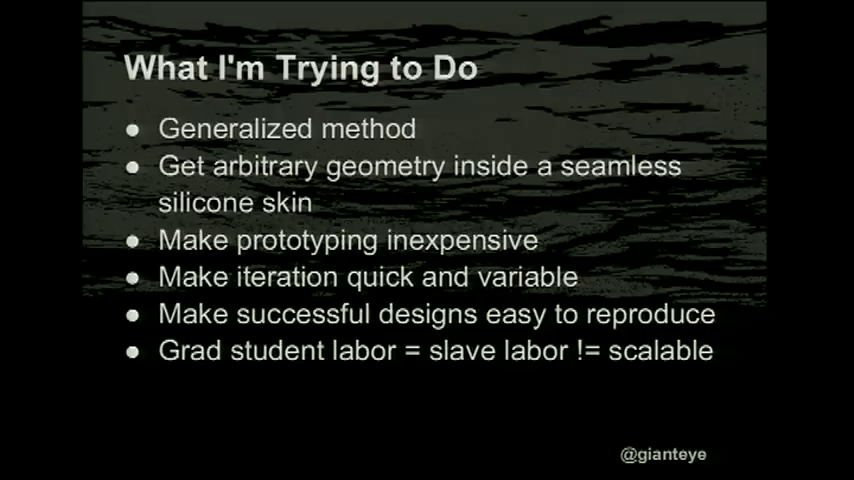 What I'm Trying to Do
● Generalized method
● Get arbitrary geometry inside a seamless
silicone skin
● Make prototyping inexpensive
● Make iteration quick and variable
● Make successful designs easy to reproduce
● Grad student labor = slave labor != scalable
@gianteye